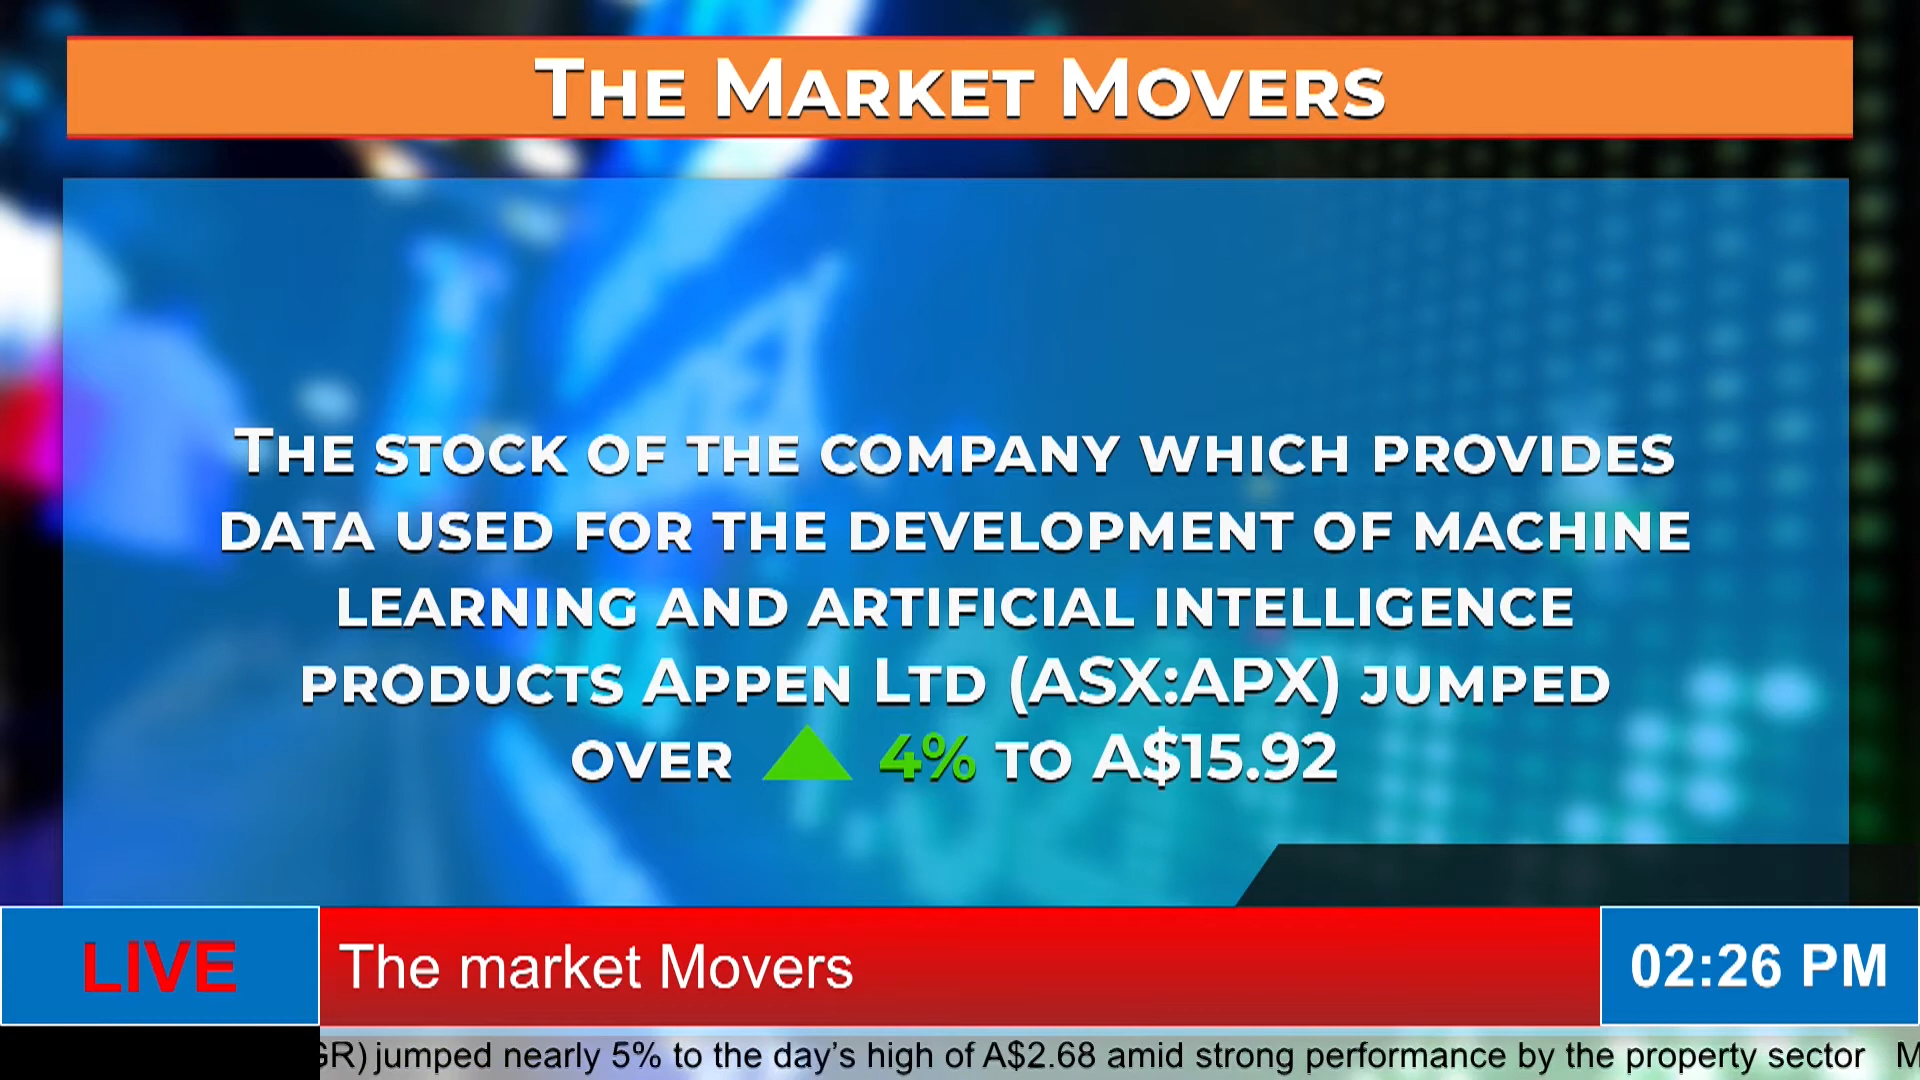 THE MARKET MOVERS
THE STOCK OF THE COMPANY WHICH PROVIDES
DATA USED FOR THE DEVELOPMENT OF MACHINE
LEARNING AND ARTIFICIAL INTELLIGENCE
PRODUCTS APPEN LTD (ASX:APX) JUMPED
OVER ▲ 4% TO A$15.92
LIVE
The market Movers
02:26 PM
GR) jumped nearly 5% to the day’s high of A$2.68 amid strong performance by the property sector M